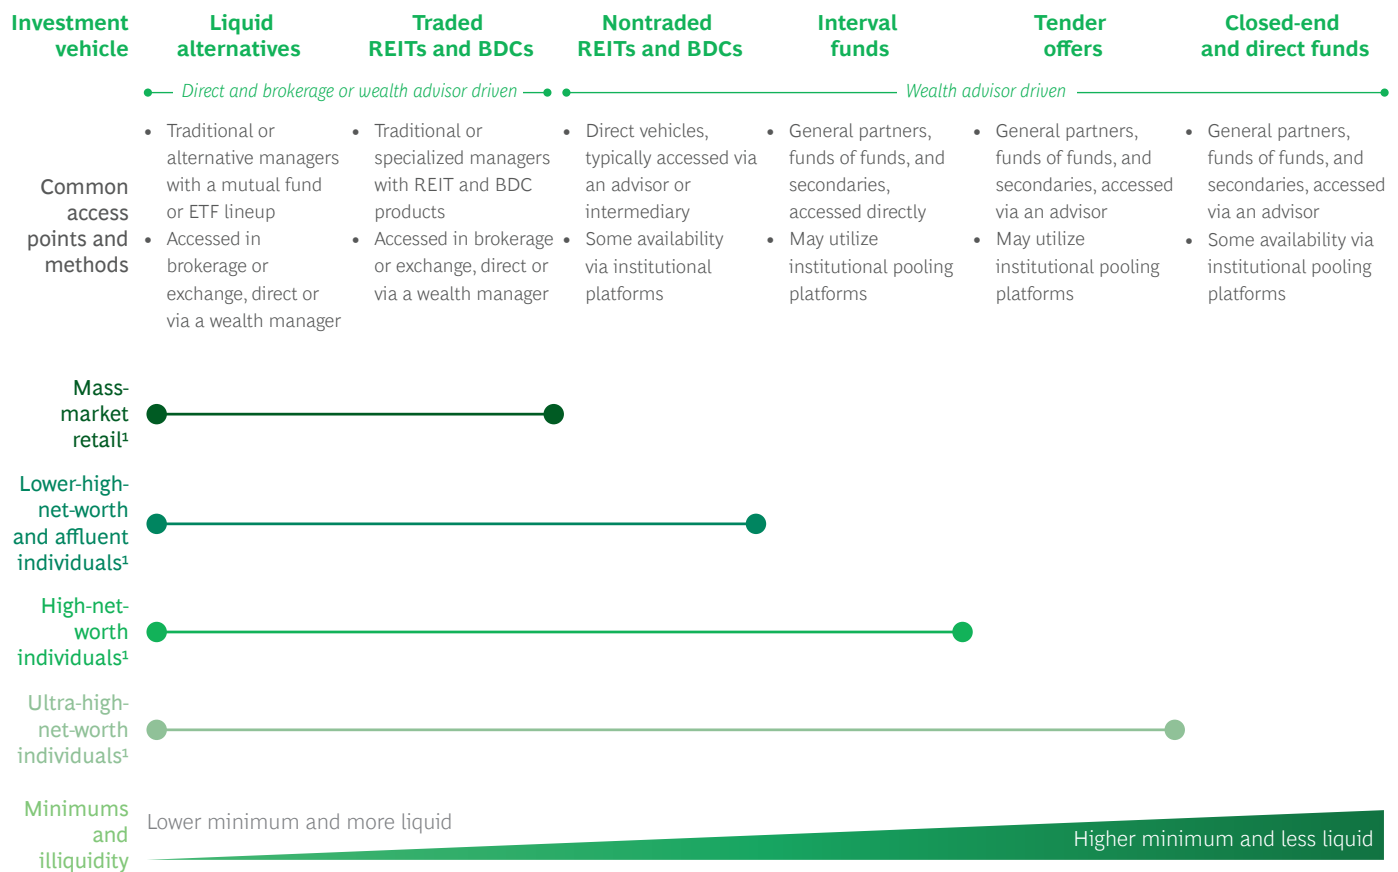 Investment
vehicle
Liquid
alternatives
Traded
REITs and BDCs
Nontraded
REITs and BDCs
Interval
funds
Tender
offers
Closed-end
and direct funds
Direct and brokerage or wealth advisor driven
Wealth advisor driven
Common
access
points and
methods
• Traditional or
alternative managers
with a mutual fund
or ETF lineup
• Accessed in
brokerage or
exchange, direct or
via a wealth manager
• Traditional or
specialized managers
with REIT and BDC
products
• Accessed in brokerage
or exchange, direct or
via a wealth manager
• Direct vehicles,
typically accessed via
an advisor or
intermediary
• Some availability
via institutional
platforms
• General partners,
funds of funds, and
secondaries,
accessed directly
• May utilize
institutional pooling
platforms
• General partners,
funds of funds, and
secondaries, accessed
via an advisor
• May utilize
institutional pooling
platforms
• General partners,
funds of funds, and
secondaries, accessed
via an advisor
• Some availability via
institutional pooling
platforms
Mass-
market
retail¹
Lower-high-
net-worth
and affluent
individuals¹
High-net-
worth
individuals¹
Ultra-high-
net-worth
individuals¹
Minimums
and
illiquidity
Lower minimum and more liquid
Higher minimum and less liquid